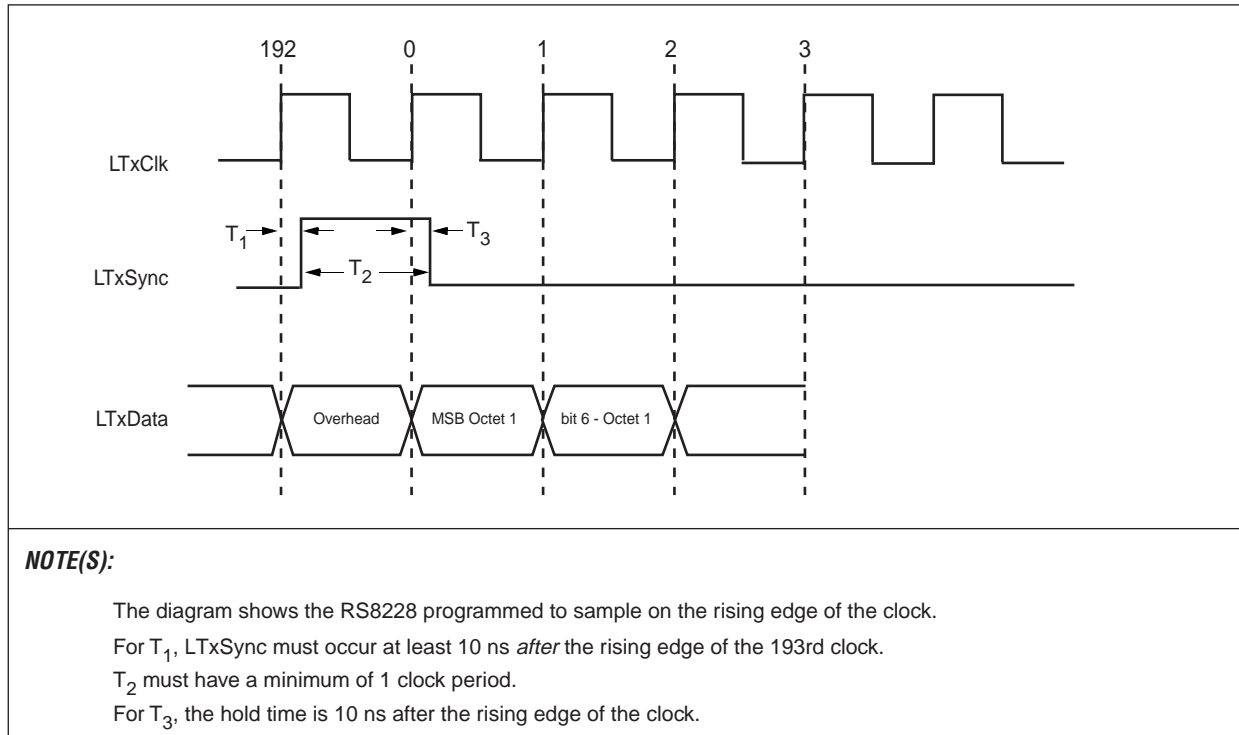 192 0 1 2 3
LTxClk
T1 T3
T2
LTxSync
LTxData Overhead MSB Octet 1 bit 6 - Octet 1
NOTE(S):
The diagram shows the RS8228 programmed to sample on the rising edge of the clock.
For T1, LTxSync must occur at least 10 ns after the rising edge of the 193rd clock.
T2 must have a minimum of 1 clock period.
For T3, the hold time is 10 ns after the rising edge of the clock.